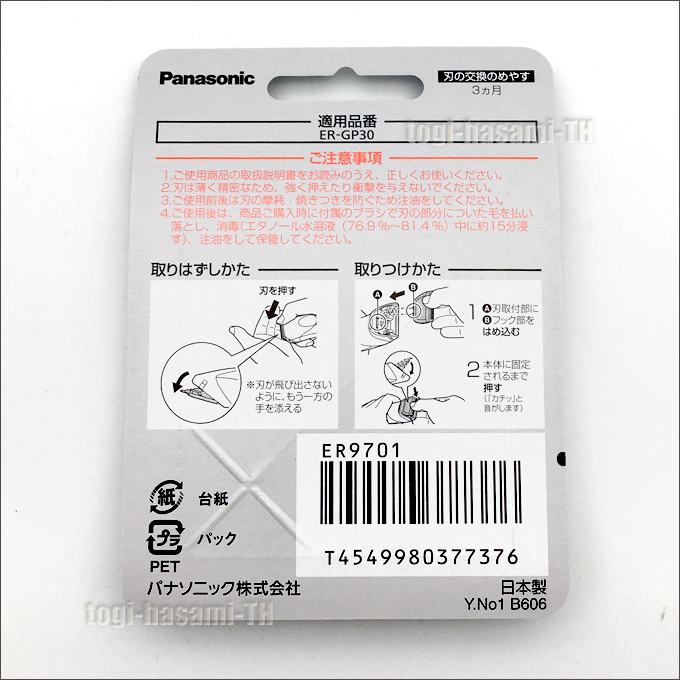 Panasonic
刃の交換のめやす
3ヵ月
適用品番
ER-GP30
togi-hasami-TH
ご注意事項
1.ご使用商品の取扱説明書をお読みのうえ、正しくお使いください。
2.刃は薄く精密なため、強く押えたり衝撃を与えないでください。
3.ご使用前後は刃の摩耗・焼きつきを防ぐため注油をしてください。
4.ご使用後は、商品ご購入時に付属のブラシで刃の部分についた毛を払い
落とし、消毒(エタノール水溶液(76.9%～81.4%)中に約15分浸
す)、注油をして保管してください。
取りはずしかた
刃を押す
※刃が飛び出さない
ように、もう一方の
手を添える
取りつけかた
A
B
1 A刃取付部に
Bフック部を
はめ込む
2 本体に固定
されるまで
押す
(「カチッ」と
音がします)
ER9701
T4549980377376
紙 台紙
プラ パック
PET
パナソニック株式会社
日本製
Y.No1 B606
togi-hasami-TH